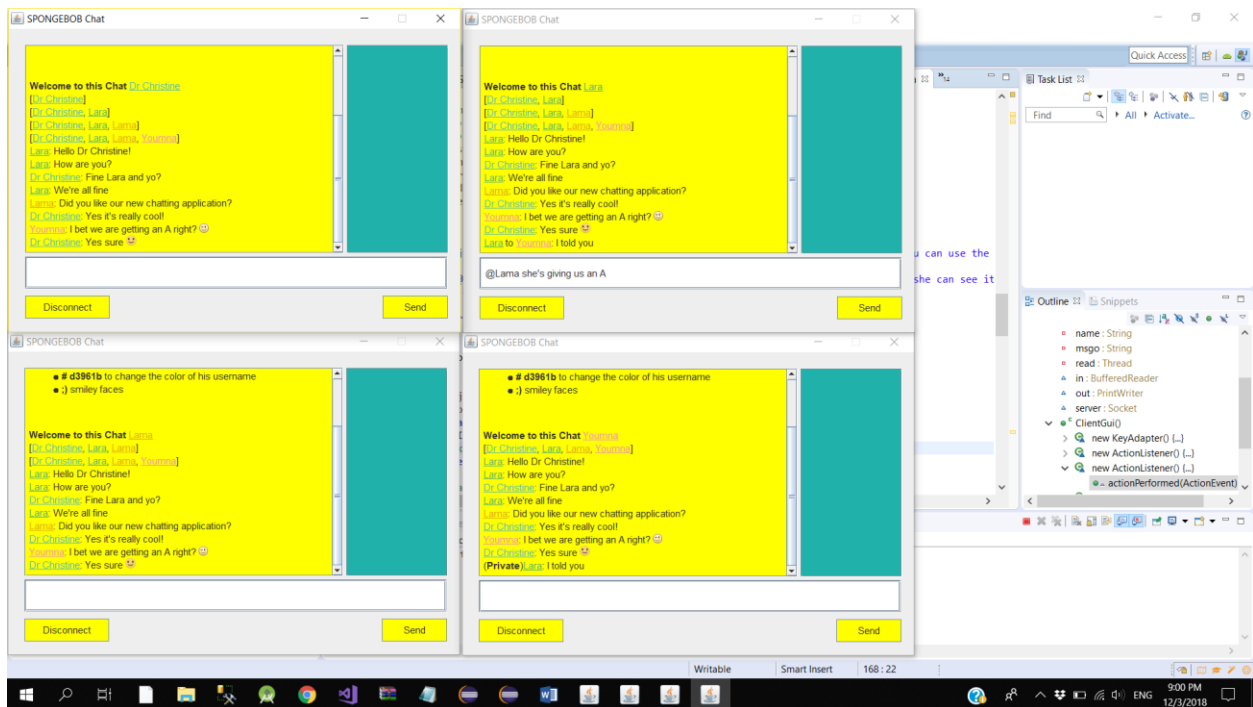 SPONGEBOB Chat
Welcome to this Chat Dr Christine
[Dr Christine]
[Dr Christine, Lara]
[Dr Christine, Lara, Lama]
[Dr Christine, Lara, Lama, Youmna]
Lara: Hello Dr Christine!
Lara: How are you?
Dr Christine: Fine Lara and yo?
Lara: We're all fine
Lama: Did you like our new chatting application?
Dr Christine: Yes it's really cool!
Youmna: I bet we are getting an A right?
Dr Christine: Yes sure
Disconnect
Send
SPONGEBOB Chat
Welcome to this Chat Lara
[Dr Christine, Lara]
[Dr Christine, Lara, Lama]
[Dr Christine, Lara, Lama, Youmna]
Lara: Hello Dr Christine!
Lara: How are you?
Dr Christine: Fine Lara and yo?
Lara: We're all fine
Lama: Did you like our new chatting application?
Dr Christine: Yes it's really cool!
Youmna: I bet we are getting an A right?
Dr Christine: Yes sure
Lara to Youmna: I told you
@Lama she's giving us an A
Disconnect
Send
SPONGEBOB Chat
# d3961b to change the color of his username
;) smiley faces
Welcome to this Chat Lama
[Dr Christine, Lara, Lama]
[Dr Christine, Lara, Lama, Youmna]
Lara: Hello Dr Christine!
Lara: How are you?
Dr Christine: Fine Lara and yo?
Lara: We're all fine
Lama: Did you like our new chatting application?
Dr Christine: Yes it's really cool!
Youmna: I bet we are getting an A right?
Dr Christine: Yes sure
Disconnect
Send
SPONGEBOB Chat
# d3961b to change the color of his username
;) smiley faces
Welcome to this Chat Youmna
[Dr Christine, Lara, Lama, Youmna]
Lara: Hello Dr Christine!
Lara: How are you?
Dr Christine: Fine Lara and yo?
Lara: We're all fine
Lama: Did you like our new chatting application?
Dr Christine: Yes it's really cool!
Youmna: I bet we are getting an A right?
Dr Christine: Yes sure
(Private)Lara: I told you
Disconnect
Send
Quick Access
Task List
Find
All
Activate...
u can use the
she can see it
Outline
Snippets
name : String
msgo : String
read : Thread
in : BufferedReader
out : PrintWriter
server : Socket
ClientGui()
new KeyAdapter() {...}
new ActionListener() {...}
new ActionListener() {...}
actionPerformed(ActionEvent)
Writable
Smart Insert
168 : 22
ENG
9:00 PM
12/3/2018